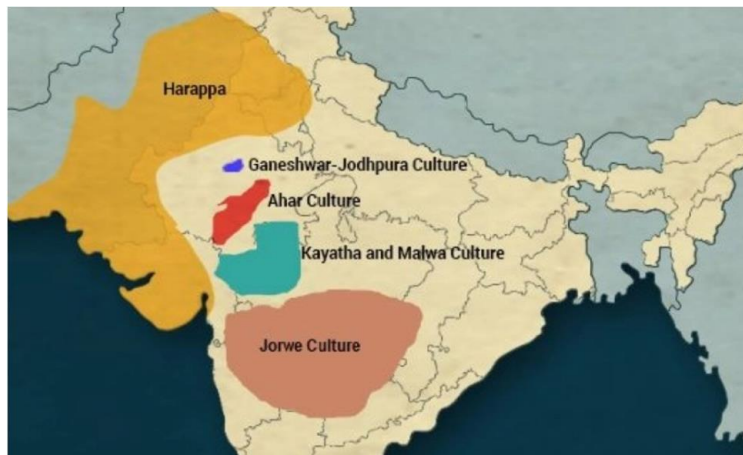 Harappa
Ganeshwar-Jodhpura Culture
Ahar Culture
Kayatha and Malwa Culture
Jorwe Culture